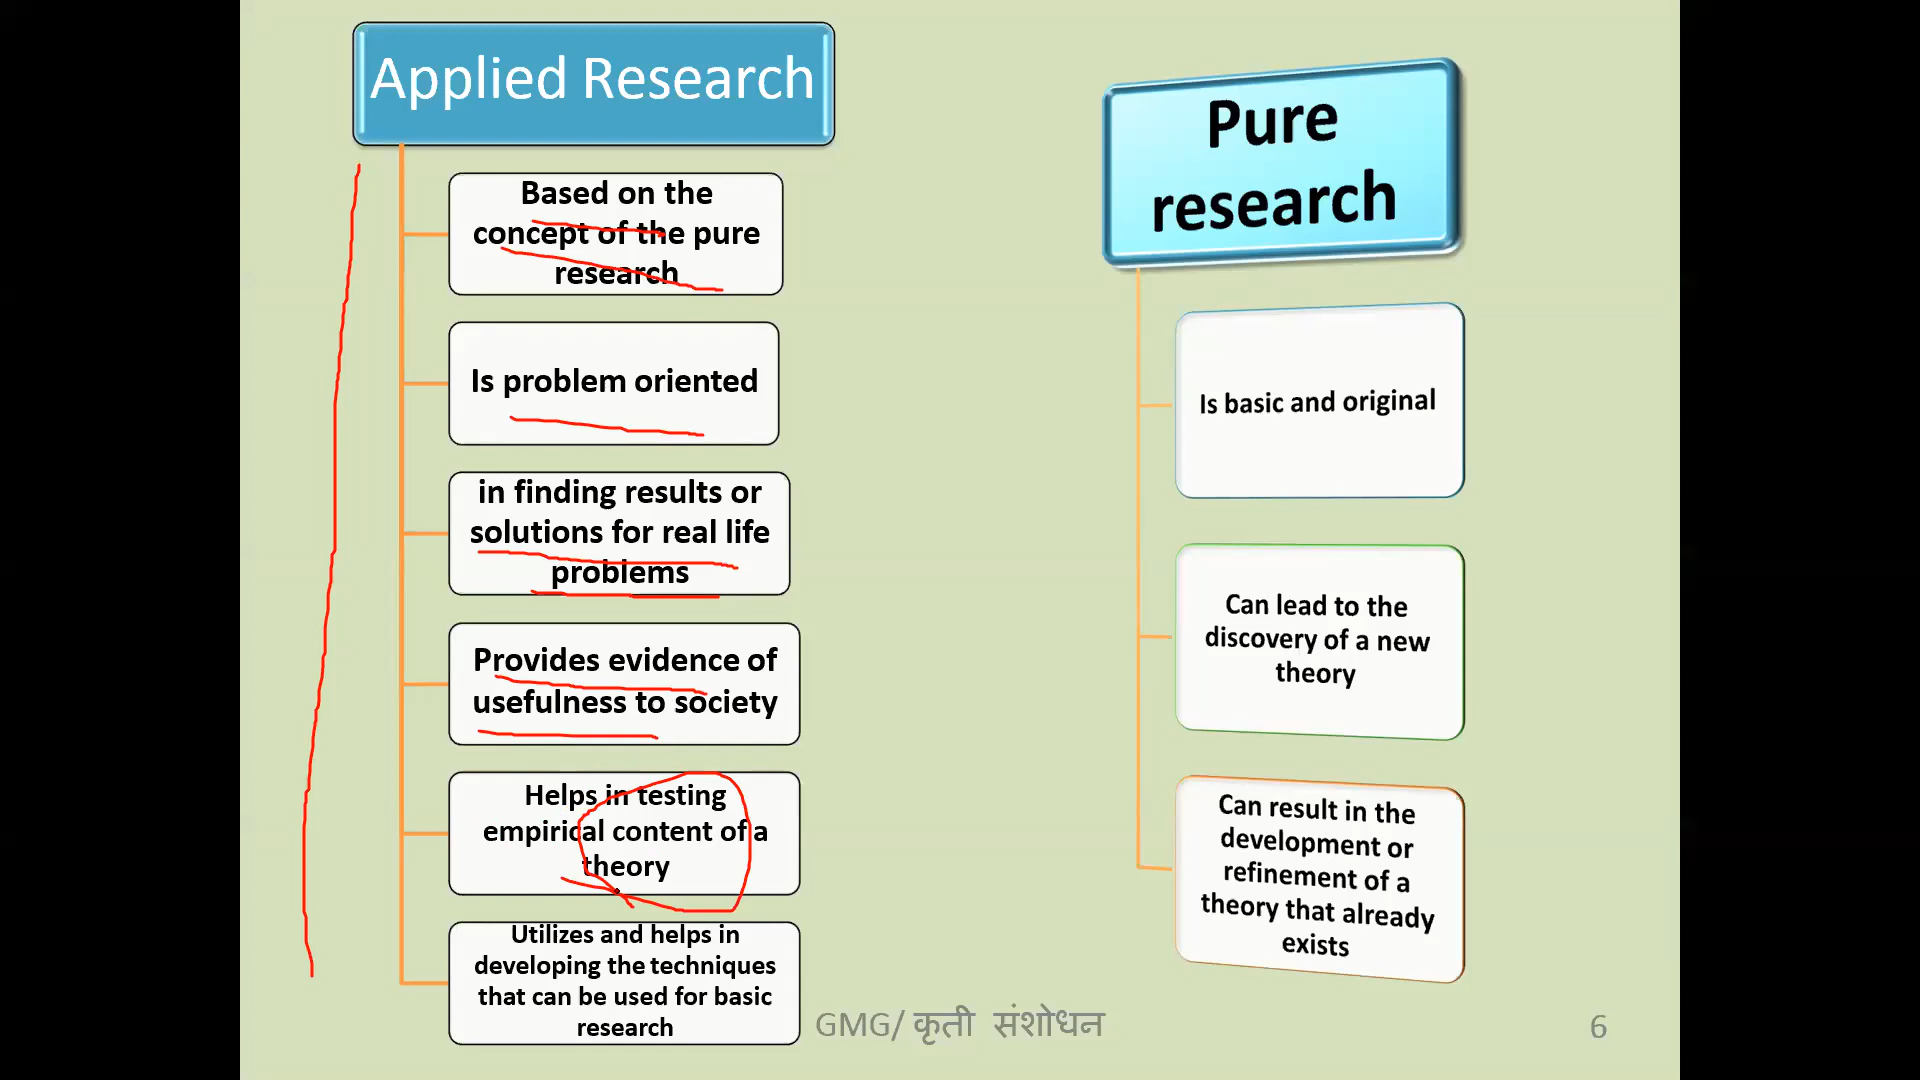 Applied Research
Based on the
concept of the pure
research
Is problem oriented
in finding results or
solutions for real life
problems
Provides evidence of
usefulness to society
Helps in testing
empirical content of a
theory
Utilizes and helps in
developing the techniques
that can be used for basic
research
Pure
research
Is basic and original
Can lead to the
discovery of a new
theory
Can result in the
development or
refinement of a
theory that already
exists
GMG/ कृती संशोधन
6